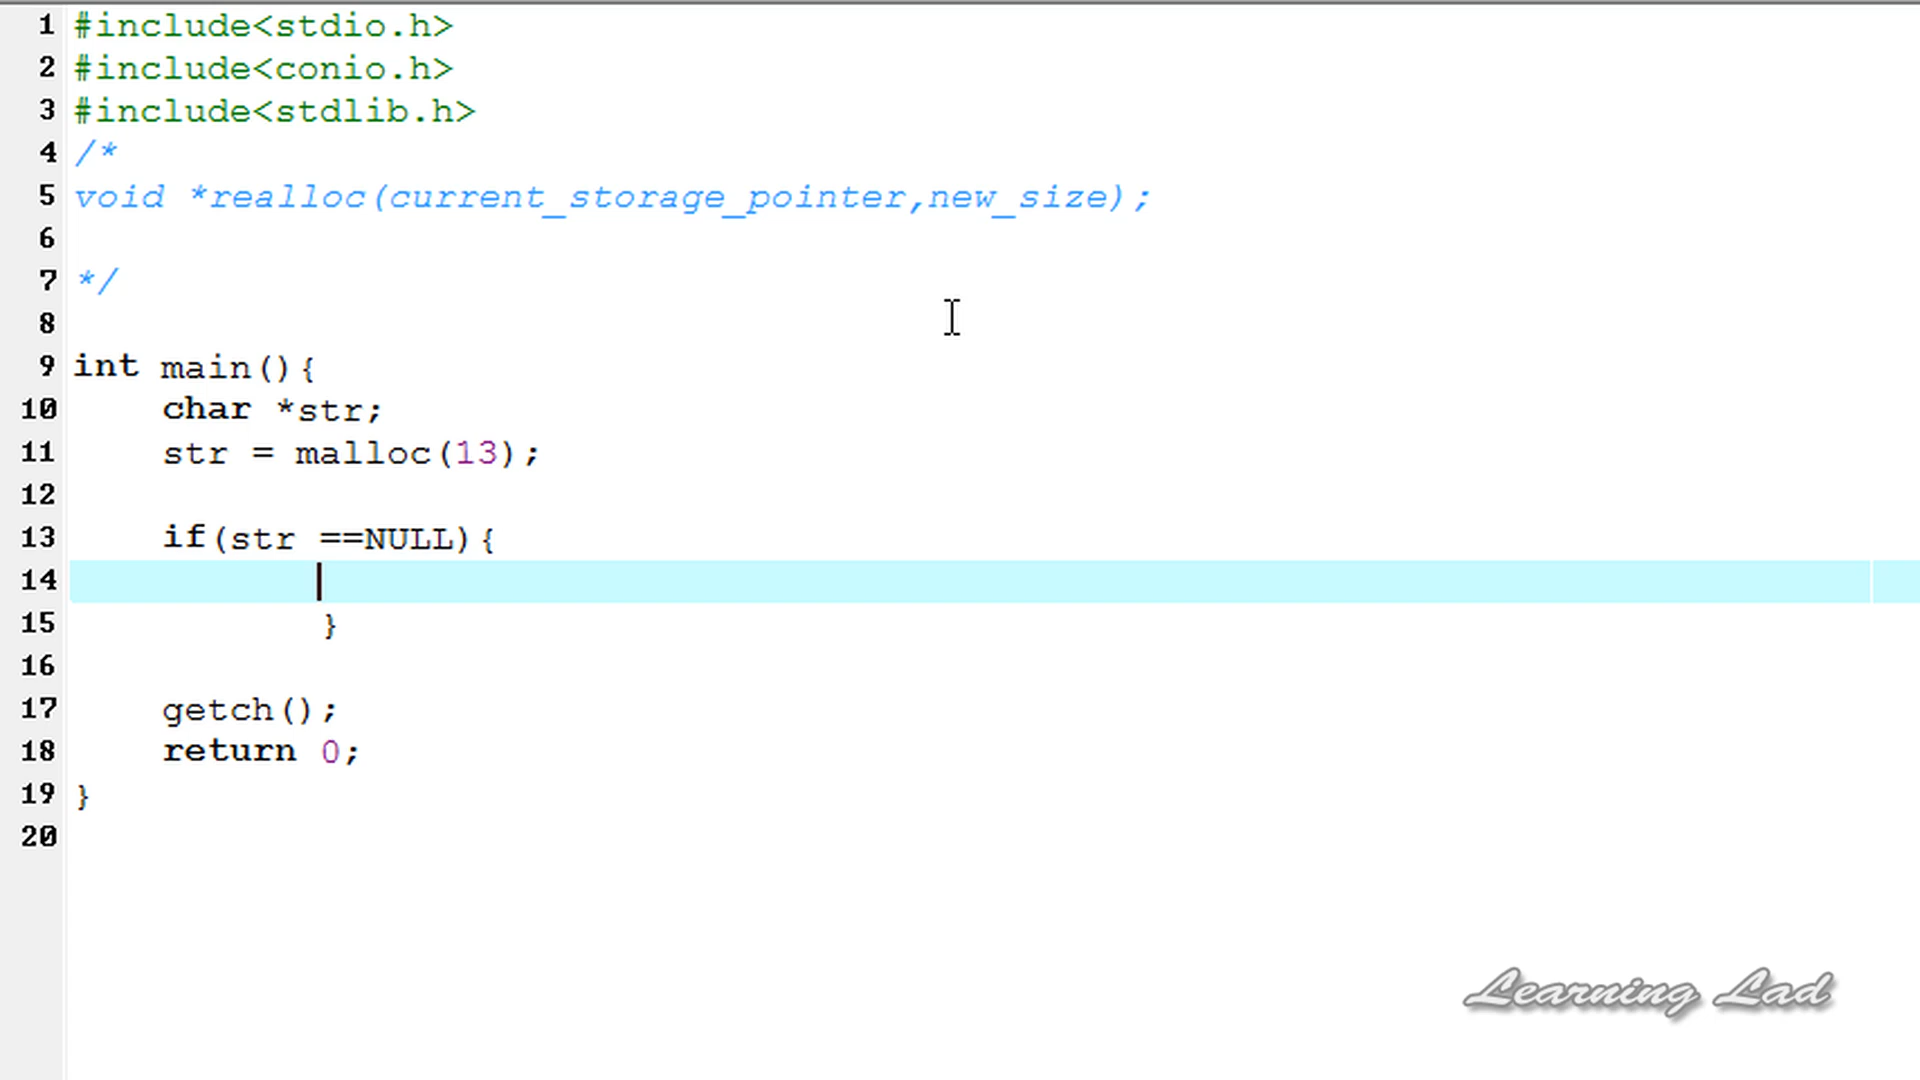 1 #include<stdio.h>
2 #include<conio.h>
3 #include<stdlib.h>
4 /*
5 void *realloc(current_storage_pointer,new_size);
6
7 */
8
9 int main(){
10 char *str;
11 str = malloc(13);
12
13 if(str ==NULL){
14
15 }
16
17 getch();
18 return 0;
19 }
20
Learning Lad